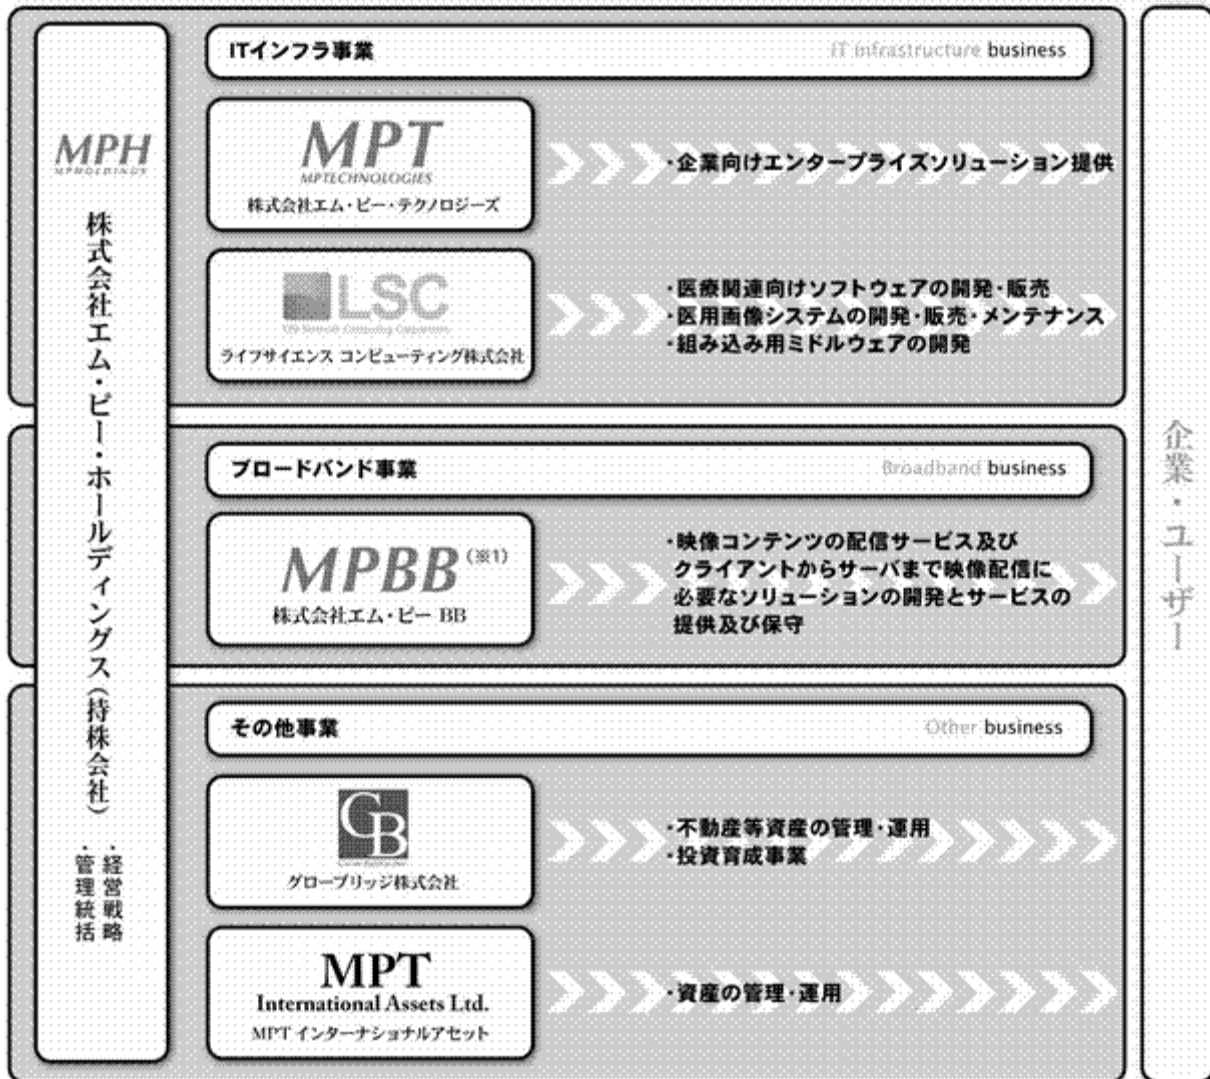 MPH
MPHOLDINGS
株式会社エム・ピー・ホールディングス（持株会社）
・経営戦略
・管理統括
ITインフラ事業
IT infrastructure business
MPT
MPTECHNOLOGIES
株式会社エム・ピー・テクノロジーズ
・企業向けエンタープライズソリューション提供
LSC
ライフサイエンス コンピューティング株式会社
・医療関連向けソフトウェアの開発・販売
・医用画像システムの開発・販売・メンテナンス
・組み込み用ミドルウェアの開発
ブロードバンド事業
Broadband business
MPBB（※1）
株式会社エム・ピー BB
・映像コンテンツの配信サービス及び
クライアントからサーバまで映像配信に
必要なソリューションの開発とサービスの
提供及び保守
その他事業
Other business
GB
グローブリッジ株式会社
・不動産等資産の管理・運用
・投資育成事業
MPT
International Assets Ltd.
MPT インターナショナルアセット
・資産の管理・運用
企業・ユーザー